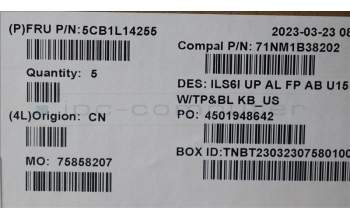 (P)FRU P/N:5CB1L14255
2023-03-23 08
Compal P/N: 71NM1B38202
Quantity: 5
DES: ILS6I UP AL FP AB U15
W/TP&BL KB_US
(4L)Origion: CN
PO: 4501948642
MO: 75858207
BOX ID:TNBT23032307580100